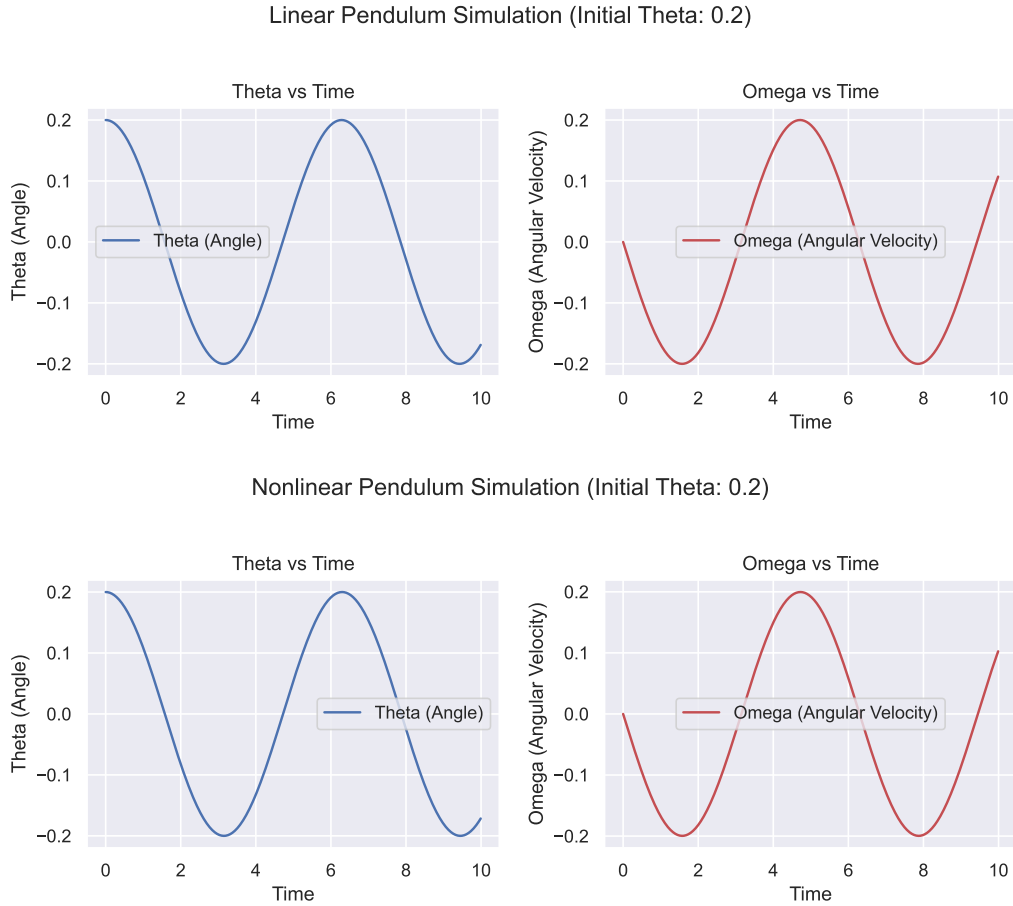 Linear Pendulum Simulation (Initial Theta: 0.2)
Theta vs Time
Theta (Angle)
0.2
0.1
0.0
−0.1
−0.2
Theta (Angle)
0 2 4 6 8 10
Time
Omega vs Time
Omega (Angular Velocity)
0.2
0.1
0.0
−0.1
−0.2
Omega (Angular Velocity)
0 2 4 6 8 10
Time
Nonlinear Pendulum Simulation (Initial Theta: 0.2)
Theta vs Time
Theta (Angle)
0.2
0.1
0.0
−0.1
−0.2
Theta (Angle)
0 2 4 6 8 10
Time
Omega vs Time
Omega (Angular Velocity)
0.2
0.1
0.0
−0.1
−0.2
Omega (Angular Velocity)
0 2 4 6 8 10
Time